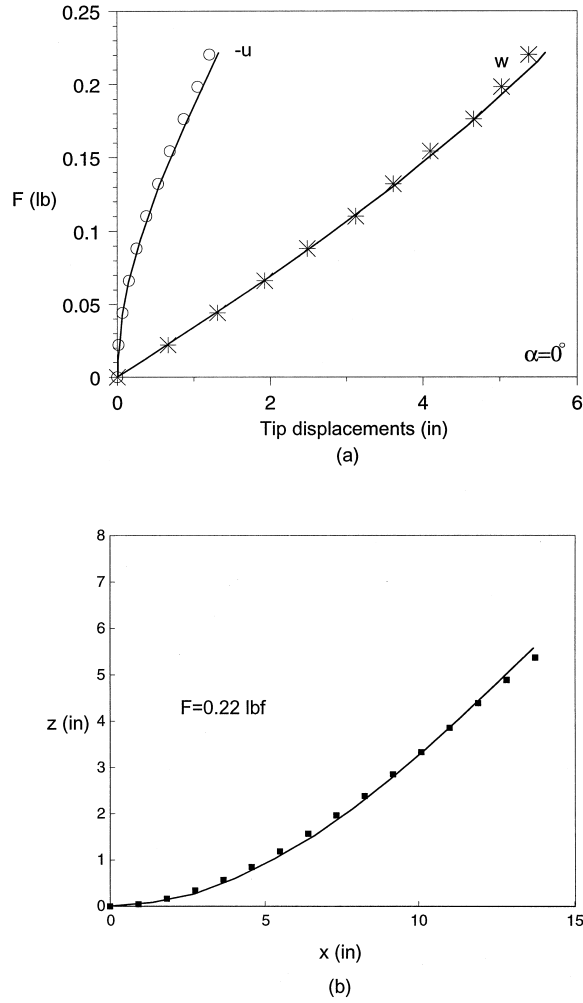 0.25
0.2
0.15
0.1
0.05
0
F (lb)
-u
w
α=0°
0
2
4
6
Tip displacements (in)
(a)
8
7
6
5
4
3
2
1
0
z (in)
F=0.22 lbf
0
5
10
15
x (in)
(b)